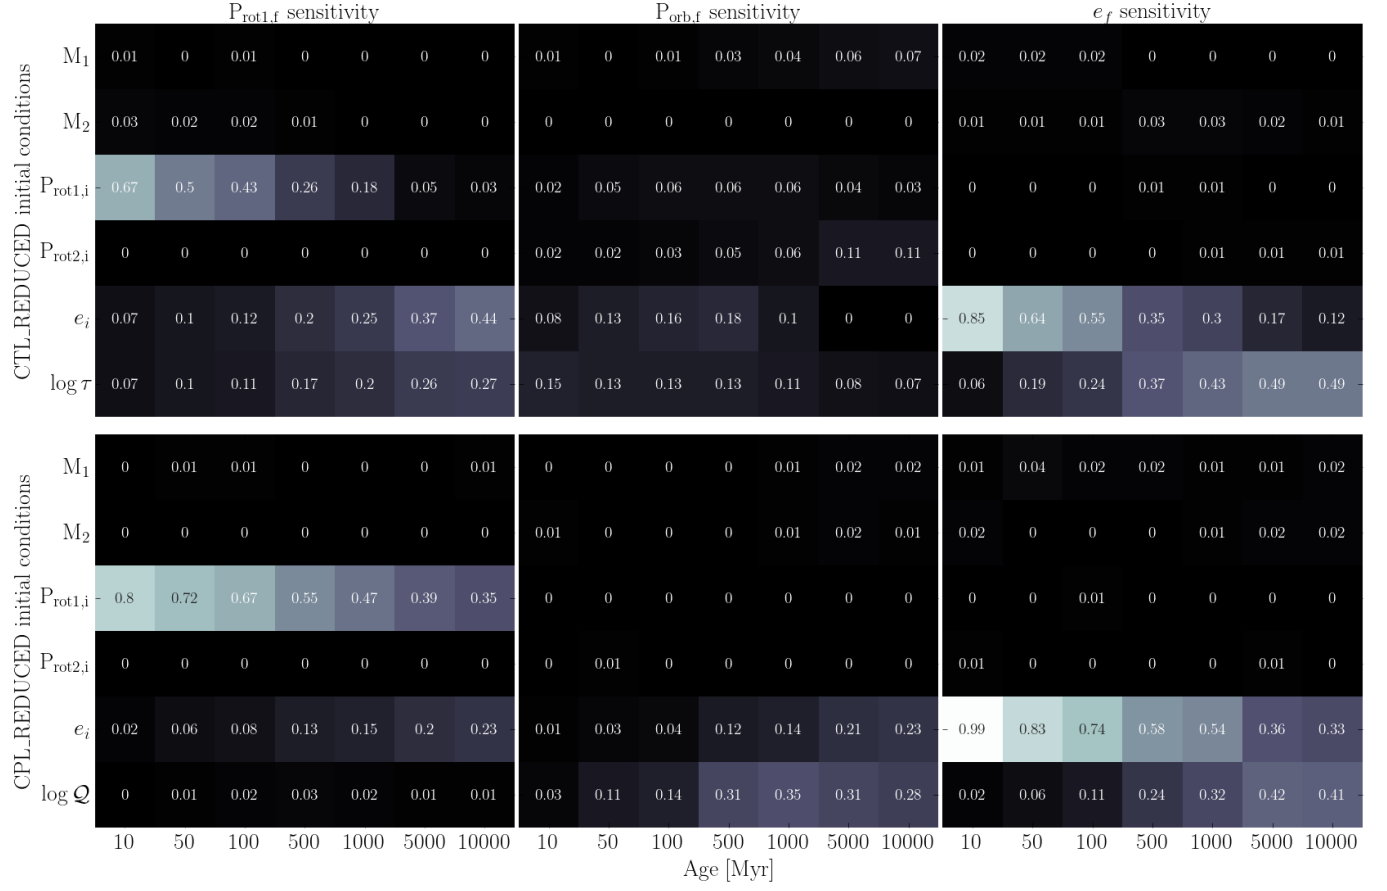 P_rot1,f sensitivity P_orb,f sensitivity e_f sensitivity
CTL_REDUCED initial conditions
M_1 0.01 0 0.01 0 0 0 0 0.01 0 0.01 0.03 0.04 0.06 0.07 0.02 0.02 0.02 0 0 0 0
M_2 0.03 0.02 0.02 0.01 0 0 0 0 0 0 0 0 0 0 0.01 0.01 0.01 0.03 0.03 0.02 0.01
P_rot1,i 0.67 0.5 0.43 0.26 0.18 0.05 0.03 0.02 0.05 0.06 0.06 0.06 0.04 0.03 0 0 0 0.01 0.01 0 0
P_rot2,i 0 0 0 0 0 0 0 0.02 0.02 0.03 0.05 0.06 0.11 0.11 0 0 0 0 0.01 0.01 0.01
e_i 0.07 0.1 0.12 0.2 0.25 0.37 0.44 0.08 0.13 0.16 0.18 0.1 0 0 0.85 0.64 0.55 0.35 0.3 0.17 0.12
log τ 0.07 0.1 0.11 0.17 0.2 0.26 0.27 0.15 0.13 0.13 0.13 0.11 0.08 0.07 0.06 0.19 0.24 0.37 0.43 0.49 0.49
CPL_REDUCED initial conditions
M_1 0 0.01 0.01 0 0 0 0.01 0 0 0 0 0.01 0.02 0.02 0.01 0.04 0.02 0.02 0.01 0.01 0.02
M_2 0 0 0 0 0 0 0 0.01 0 0 0 0.01 0.02 0.01 0.02 0 0 0 0.01 0.02 0.02
P_rot1,i 0.8 0.72 0.67 0.55 0.47 0.39 0.35 0 0 0 0 0 0 0 0 0 0.01 0 0 0 0
P_rot2,i 0 0 0 0 0 0 0 0 0.01 0 0 0 0 0 0.01 0 0 0 0 0.01 0
e_i 0.02 0.06 0.08 0.13 0.15 0.2 0.23 0.01 0.03 0.04 0.12 0.14 0.21 0.23 0.99 0.83 0.74 0.58 0.54 0.36 0.33
log 𝒬 0 0.01 0.02 0.03 0.02 0.01 0.01 0.03 0.11 0.14 0.31 0.35 0.31 0.28 0.02 0.06 0.11 0.24 0.32 0.42 0.41
10 50 100 500 1000 5000 10000 10 50 100 500 1000 5000 10000 10 50 100 500 1000 5000 10000
Age [Myr]